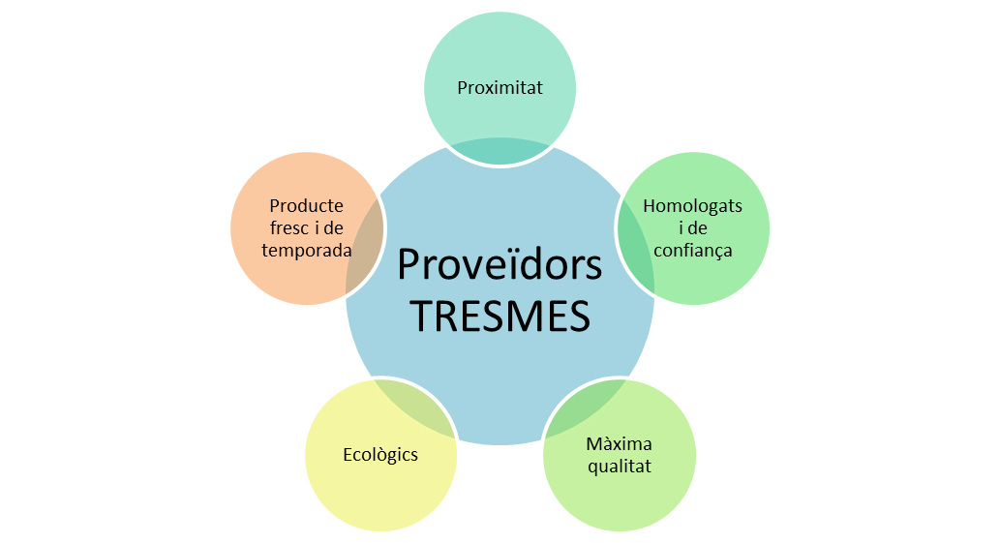 Proximitat
Homologats
i de
confiança
Màxima
qualitat
Ecològics
Producte
fresc i de
temporada
Proveïdors
TRESMES